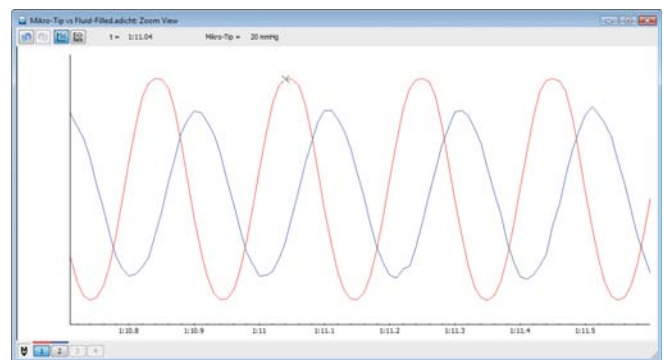 Mikro-Tip vs Fluid-Filled.adicht: Zoom View
t = 1:11.04 Mikro-Tip = 20 mmHg
1:10.8 1:10.9 1:11 1:11.1 1:11.2 1:11.3 1:11.4 1:11.5
1 2 3 4